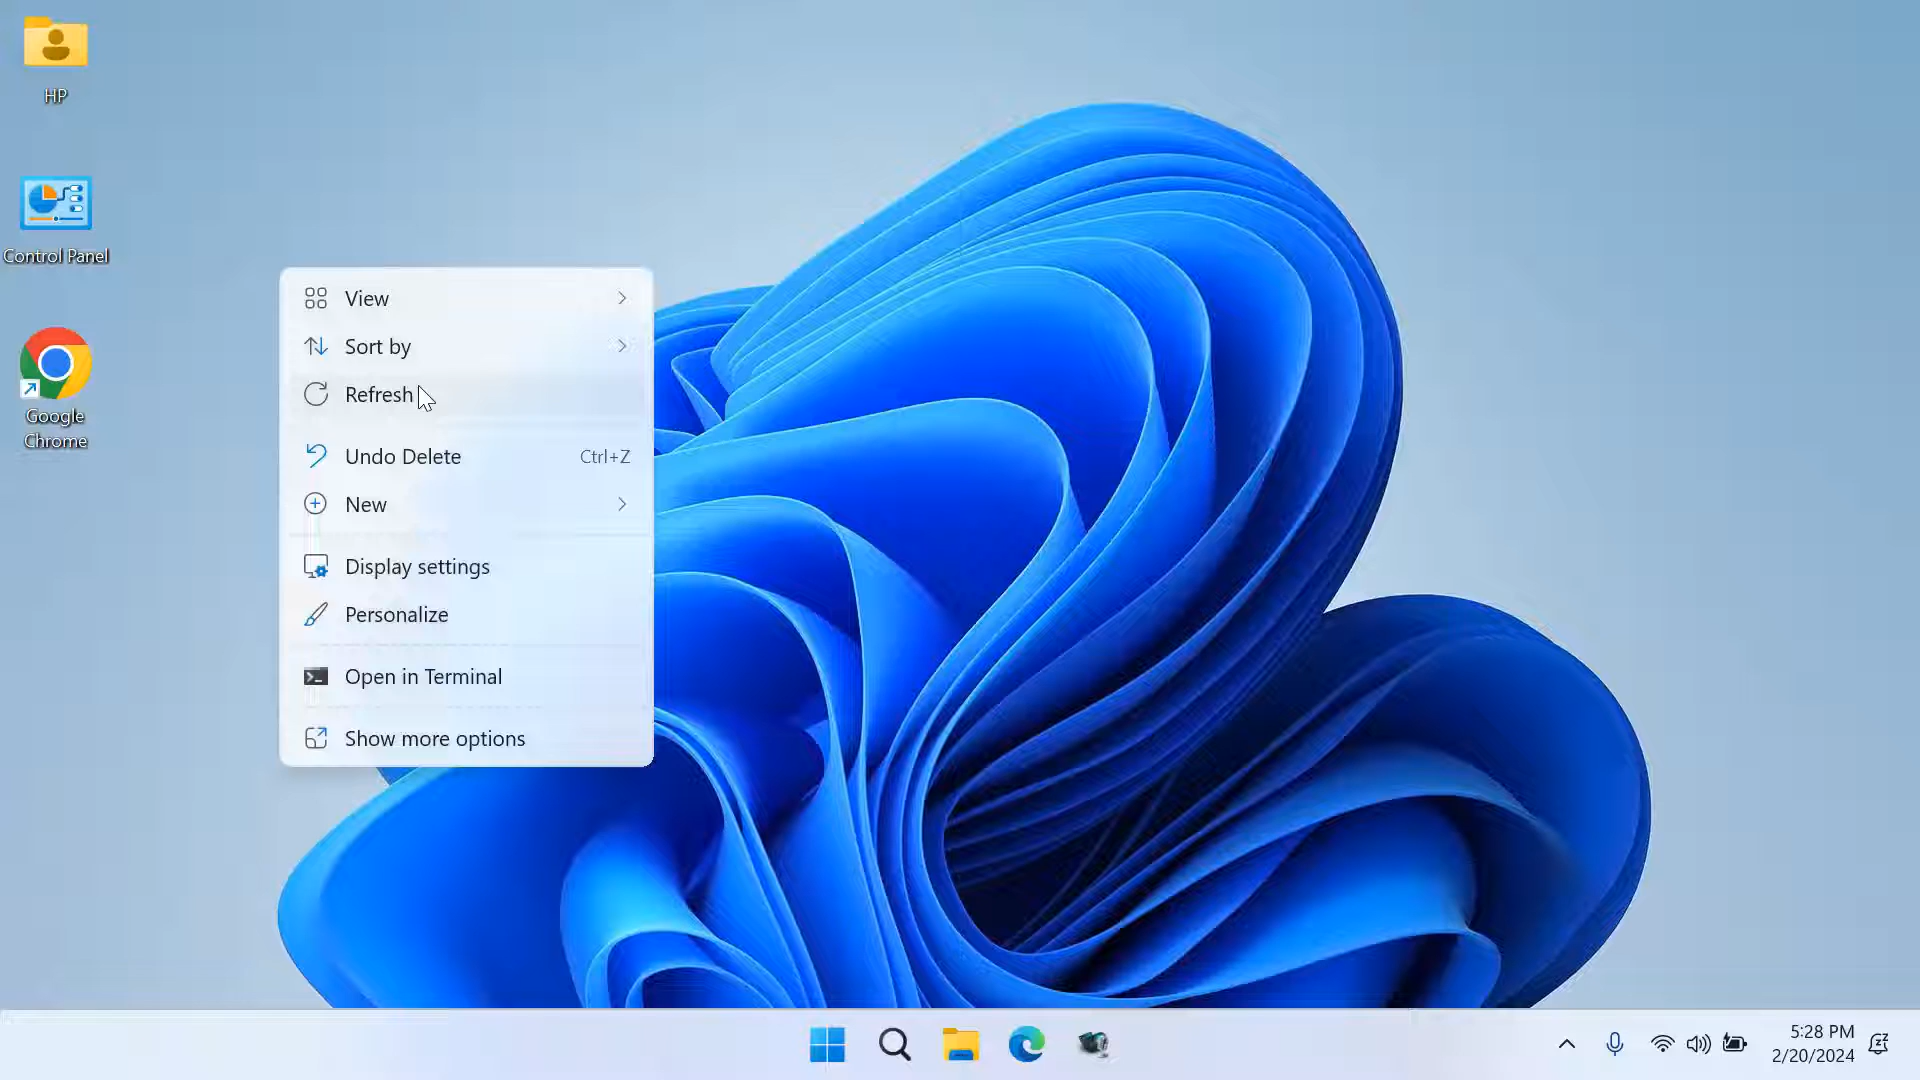 HP
Control Panel
Google
Chrome
View
Sort by
Refresh
Undo Delete Ctrl+Z
New
Display settings
Personalize
Open in Terminal
Show more options
5:28 PM
2/20/2024